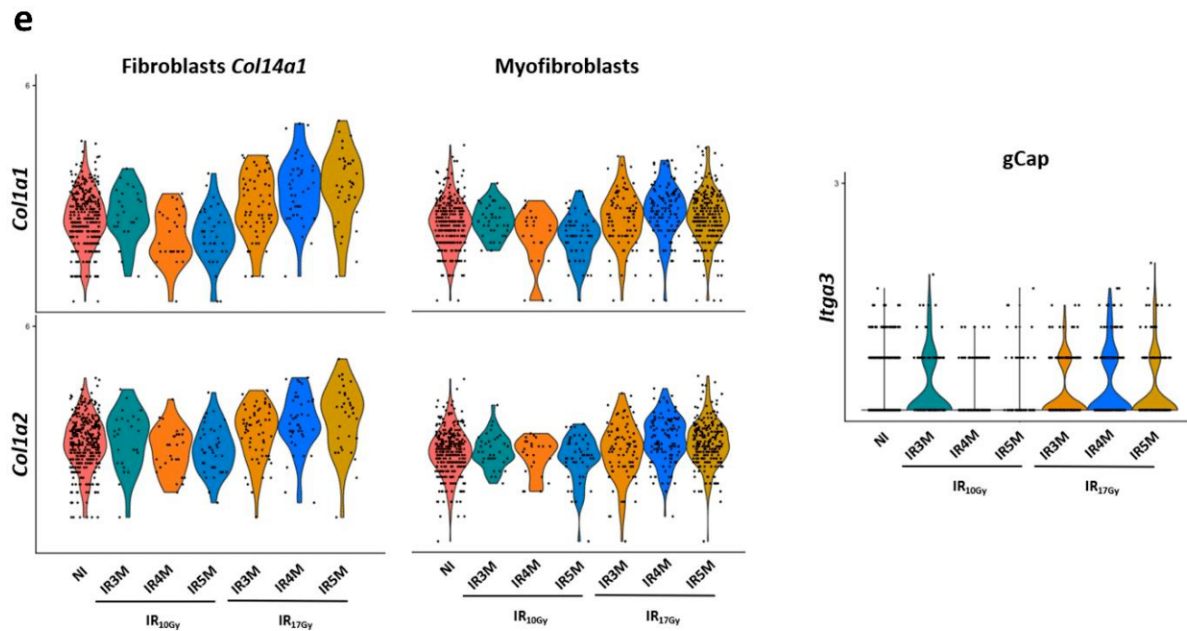 e
Fibroblasts Col14a1
Myofibroblasts
gCap
6
Col1a1
3
Itga3
6
Col1a2
NI IR3M IR4M IR5M IR3M IR4M IR5M
IR10Gy IR17Gy
NI IR3M IR4M IR5M IR3M IR4M IR5M
IR10Gy IR17Gy
NI IR3M IR4M IR5M IR3M IR4M IR5M
IR10Gy IR17Gy